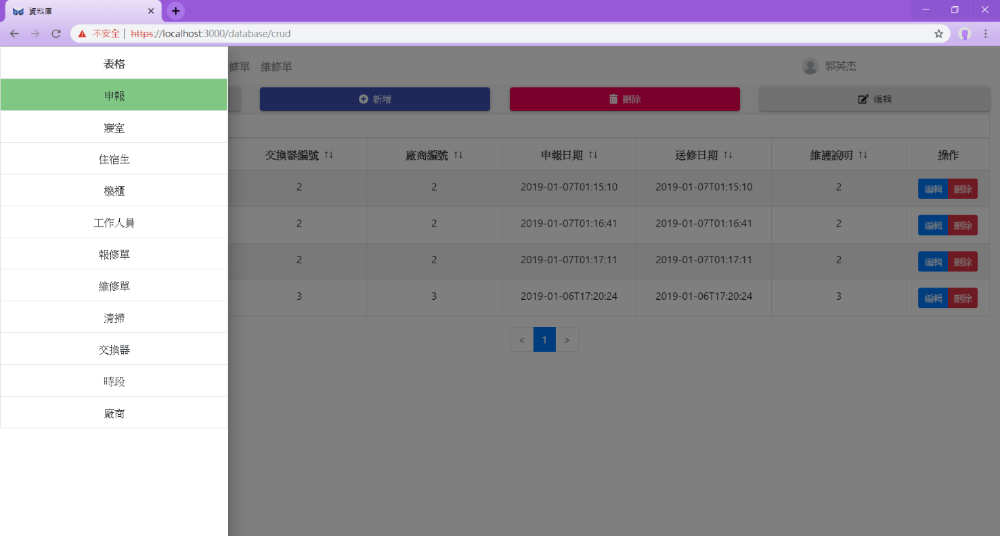 資料庫
不安全 | https://localhost:3000/database/crud
表格
申報
寢室
住宿生
機櫃
工作人員
報修單
維修單
清掃
交換器
時段
廠商
修單 維修單 郭英杰
新增 刪除 編輯
交換器編號 ↑↓ 廠商編號 ↑↓ 申報日期 ↑↓ 送修日期 ↑↓ 維護說明 ↑↓ 操作
2 2 2019-01-07T01:15:10 2019-01-07T01:15:10 2 編輯 刪除
2 2 2019-01-07T01:16:41 2019-01-07T01:16:41 2 編輯 刪除
2 2 2019-01-07T01:17:11 2019-01-07T01:17:11 2 編輯 刪除
3 3 2019-01-06T17:20:24 2019-01-06T17:20:24 3 編輯 刪除
< 1 >